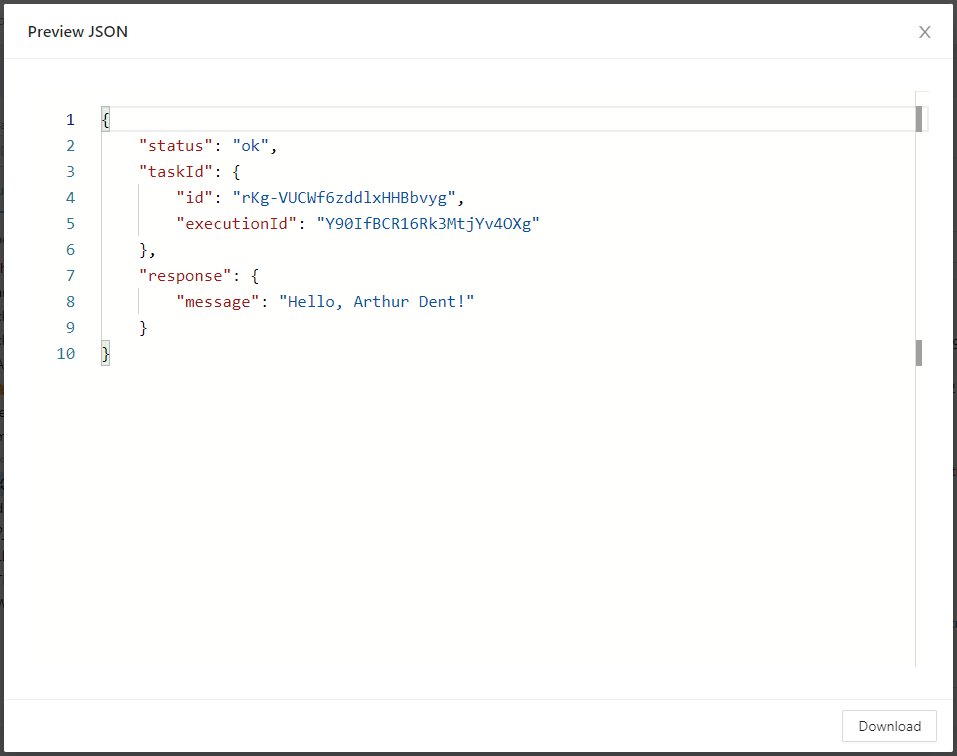 Preview JSON
1 {
2 "status": "ok",
3 "taskId": {
4 "id": "rKg-VUCWf6zddlxHHBbvyg",
5 "executionId": "Y90IfBCR16Rk3MtjYv4OXg"
6 },
7 "response": {
8 "message": "Hello, Arthur Dent!"
9 }
10 }
Download